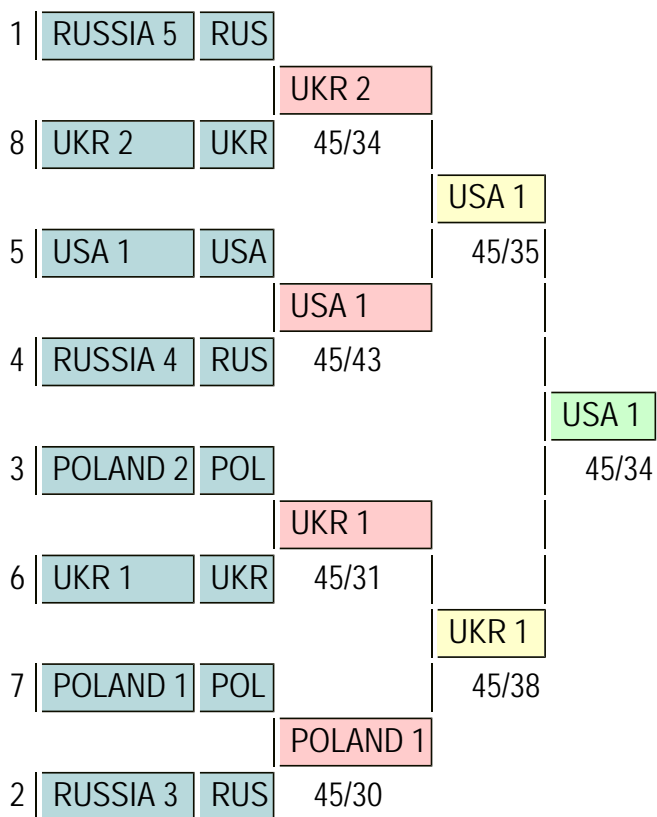 1 RUSSIA 5 RUS
UKR 2
8 UKR 2 UKR 45/34
USA 1
5 USA 1 USA 45/35
USA 1
4 RUSSIA 4 RUS 45/43
USA 1
3 POLAND 2 POL 45/34
UKR 1
6 UKR 1 UKR 45/31
UKR 1
7 POLAND 1 POL 45/38
POLAND 1
2 RUSSIA 3 RUS 45/30